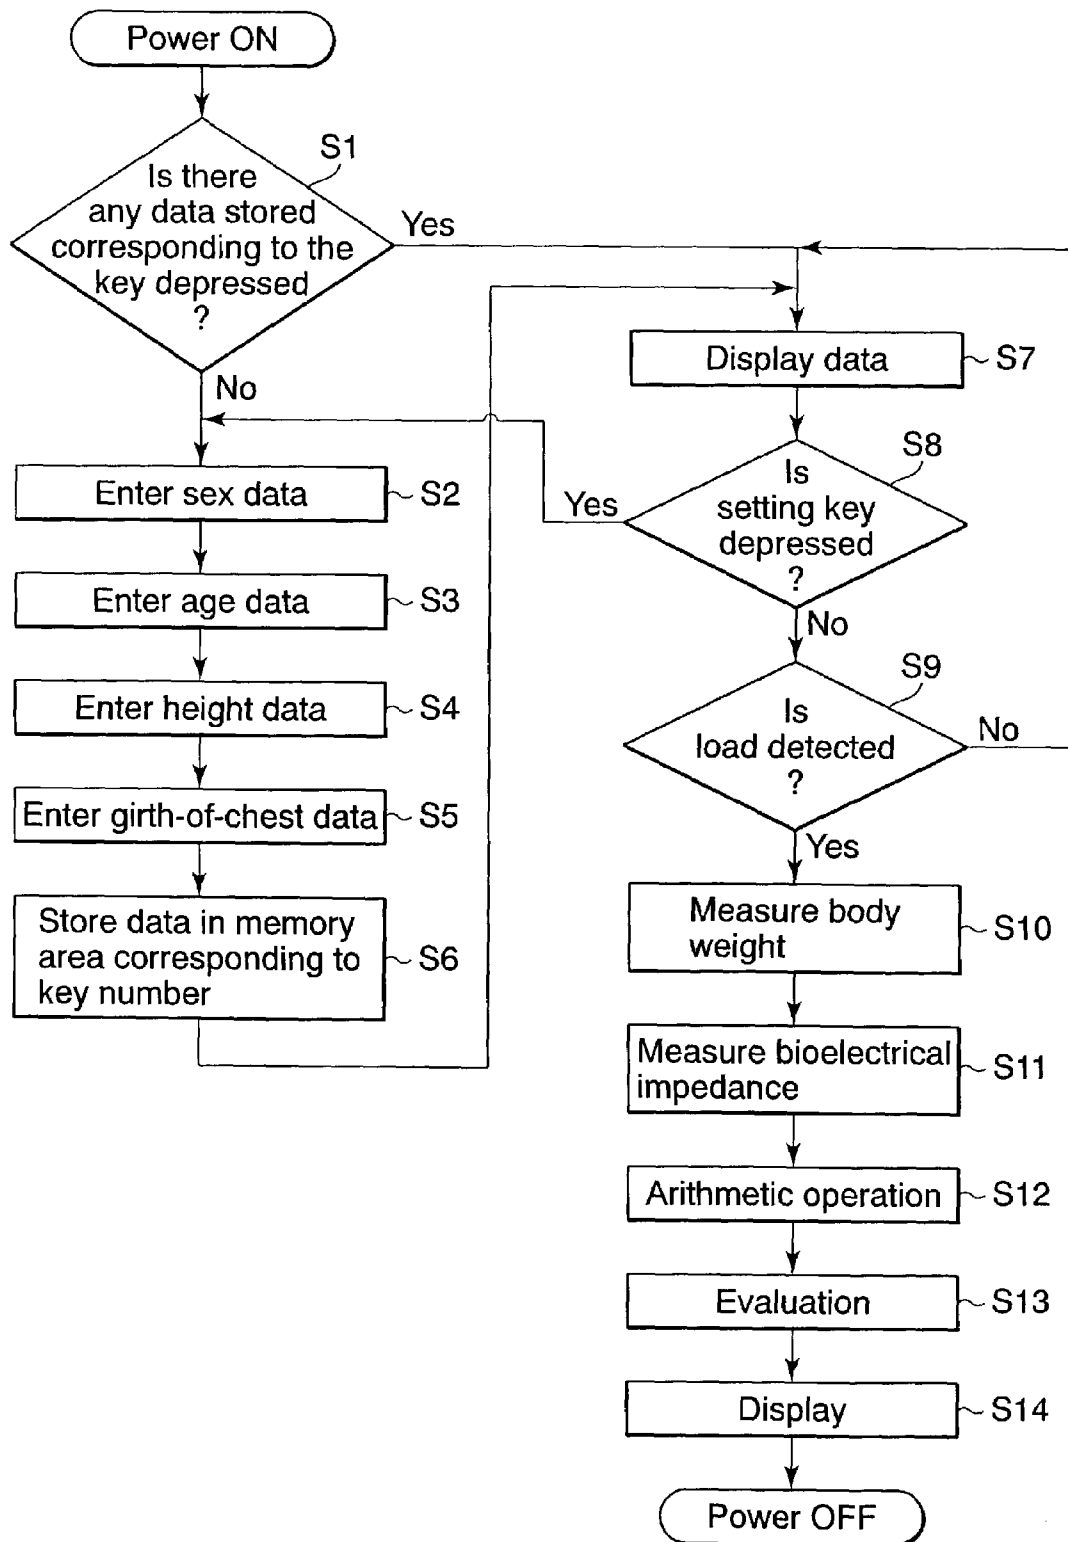 Power ON
S1
Is there
any data stored
corresponding to the
key depressed
?
Yes
No
Enter sex data
S2
Enter age data
S3
Enter height data
S4
Enter girth-of-chest data
S5
Store data in memory
area corresponding to
key number
S6
Display data
S7
S8
Is
setting key
depressed
?
Yes
No
S9
Is
load detected
?
No
Yes
Measure body
weight
S10
Measure bioelectrical
impedance
S11
Arithmetic operation
S12
Evaluation
S13
Display
S14
Power OFF